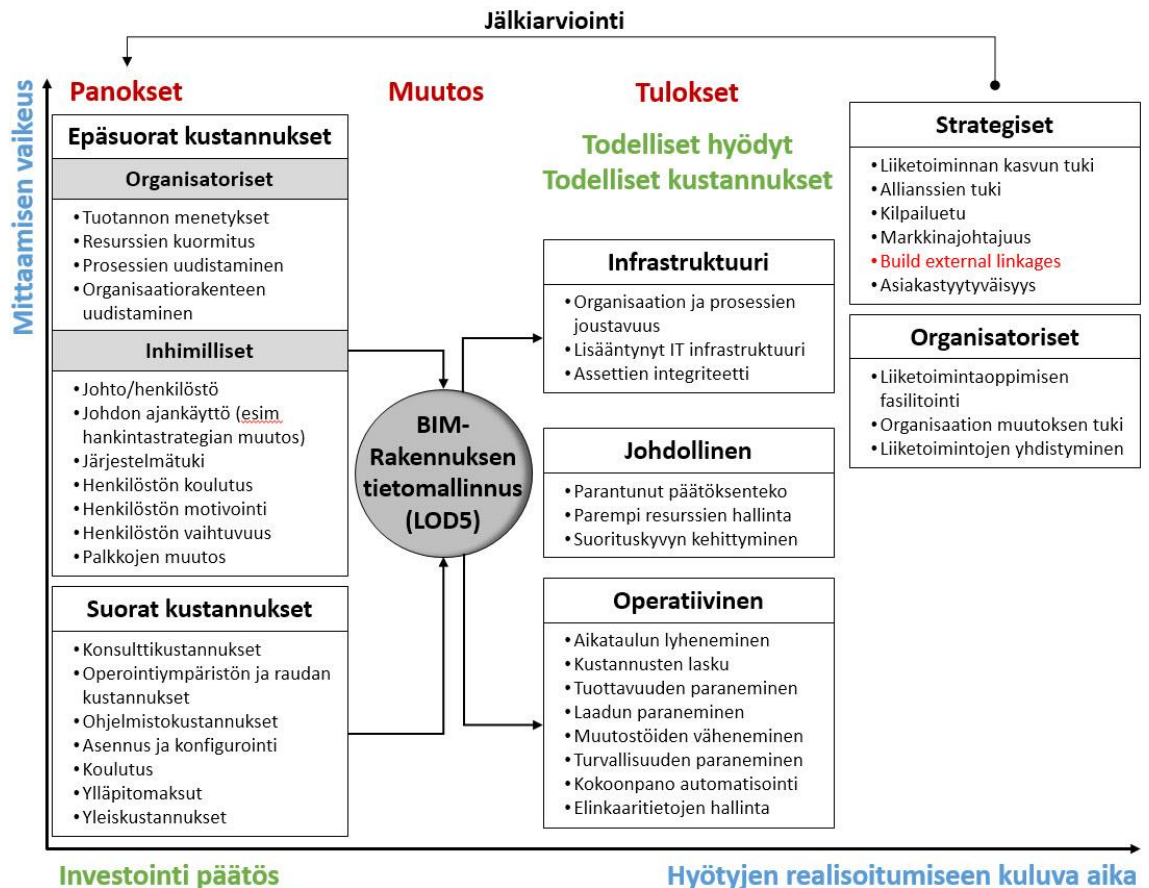 Jälkiarviointi
Mittaamisen vaikeus
Panokset
Epäsuorat kustannukset
Organisatoriset
•Tuotannon menetykset
•Resurssien kuormitus
•Prosessien uudistaminen
•Organisaatiorakenteen
uudistaminen
Inhimilliset
•Johto/henkilöstö
•Johdon ajankäyttö (esim
hankintastrategian muutos)
•Järjestelmätuki
•Henkilöstön koulutus
•Henkilöstön motivointi
•Henkilöstön vaihtuvuus
•Palkkojen muutos
Suorat kustannukset
•Konsulttikustannukset
•Operointiympäristön ja raudan
kustannukset
•Ohjelmistokustannukset
•Asennus ja konfigurointi
•Koulutus
•Ylläpitomaksut
•Yleiskustannukset
Muutos
BIM-
Rakennuksen
tietomallinnus
(LOD5)
Tulokset
Todelliset hyödyt
Todelliset kustannukset
Infrastruktuuri
•Organisaation ja prosessien
joustavuus
•Lisääntynyt IT infrastruktuuri
•Assettien integriteetti
Johdollinen
•Parantunut päätöksenteko
•Parempi resurssien hallinta
•Suorituskyvyn kehittyminen
Operatiivinen
•Aikataulun lyheneminen
•Kustannusten lasku
•Tuottavuuden paraneminen
•Laadun paraneminen
•Muutostöiden väheneminen
•Turvallisuuden paraneminen
•Kokoonpano automatisointi
•Elinkaaritietojen hallinta
Strategiset
•Liiketoiminnan kasvun tuki
•Allianssien tuki
•Kilpailuetu
•Markkinajohtajuus
•Build external linkages
•Asiakastyytyväisyys
Organisatoriset
•Liiketoimintaoppimisen
fasilitointi
•Organisaation muutoksen tuki
•Liiketoimintojen yhdistyminen
Investointi päätös
Hyötyjen realisoitumiseen kuluva aika